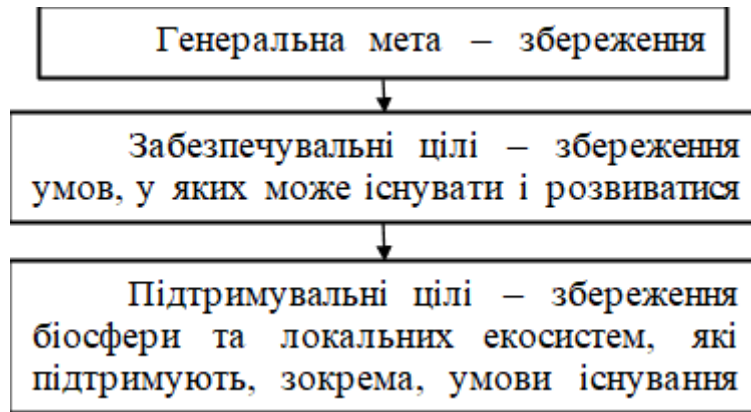 Генеральна мета – збереження
Забезпечувальні цілі – збереження
умов, у яких може існувати і розвиватися
Підтримувальні цілі – збереження
біосфери та локальних екосистем, які
підтримують, зокрема, умови існування